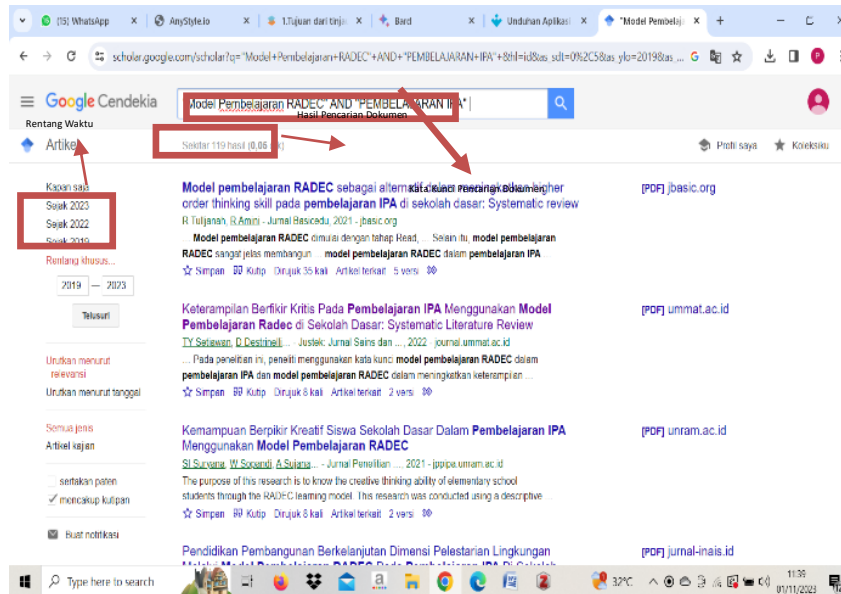 (15) WhatsApp
AnyStyle.io
1.Tujuan dari tinja
Bard
Unduhan Aplikasi
"Model Pembelaja
scholar.google.com/scholar?q="Model+Pembelajaran+RADEC"+AND+"PEMBELAJARAN+IPA"+&hl=id&as_sdt=0%2C5&as_ylo=2019&as_...
Google Cendekia
"Model Pembelajaran RADEC" AND "PEMBELAJARAN IPA"
Rentang Waktu
Hasil Pencarian Dokumen
Artikel
Sekitar 119 hasil (0,06 dtk)
Profil saya
Koleksiku
Kata Kunci Pencarian Dokumen
Kapan saja
Sejak 2023
Sejak 2022
Sejak 2019
Rentang khusus...
2019 — 2023
Telusuri
Urutkan menurut
relevansi
Urutkan menurut tanggal
Semua jenis
Artikel kajian
sertakan paten
mencakup kutipan
Buat notifikasi
Model pembelajaran RADEC sebagai alternatif dalam meningkatkan higher
order thinking skill pada pembelajaran IPA di sekolah dasar: Systematic review
[PDF] jbasic.org
R Tulljanah, R Amini - Jurnal Basicedu, 2021 - jbasic.org
... Model pembelajaran RADEC dimulai dengan tahap Read, ... Selain itu, model pembelajaran
RADEC sangat jelas membangun ... model pembelajaran RADEC dalam pembelajaran IPA ...
Simpan Kutip Dirujuk 35 kali Artikel terkait 5 versi
Keterampilan Berfikir Kritis Pada Pembelajaran IPA Menggunakan Model
Pembelajaran Radec di Sekolah Dasar: Systematic Literature Review
[PDF] ummat.ac.id
TY Setiawan, D Destrinelli... - Justek: Jurnal Sains dan ..., 2022 - journal.ummat.ac.id
... Pada penelitian ini, peneliti menggunakan kata kunci model pembelajaran RADEC dalam
pembelajaran IPA dan model pembelajaran RADEC dalam meningkatkan keterampilan ...
Simpan Kutip Dirujuk 8 kali Artikel terkait 2 versi
Kemampuan Berpikir Kreatif Siswa Sekolah Dasar Dalam Pembelajaran IPA
Menggunakan Model Pembelajaran RADEC
[PDF] unram.ac.id
SI Suryana, W Sopandi, A Sujana... - Jurnal Penelitian ..., 2021 - jppipa.unram.ac.id
The purpose of this research is to know the creative thinking ability of elementary school
students through the RADEC learning model. This research was conducted using a descriptive ...
Simpan Kutip Dirujuk 8 kali Artikel terkait 2 versi
Pendidikan Pembangunan Berkelanjutan Dimensi Pelestarian Lingkungan
Melalui Model Pembelajaran RADEC Pada Pembelajaran IPA Di Sekolah
[PDF] jurnal-inais.id
Type here to search
32°C
11:39
01/11/2023